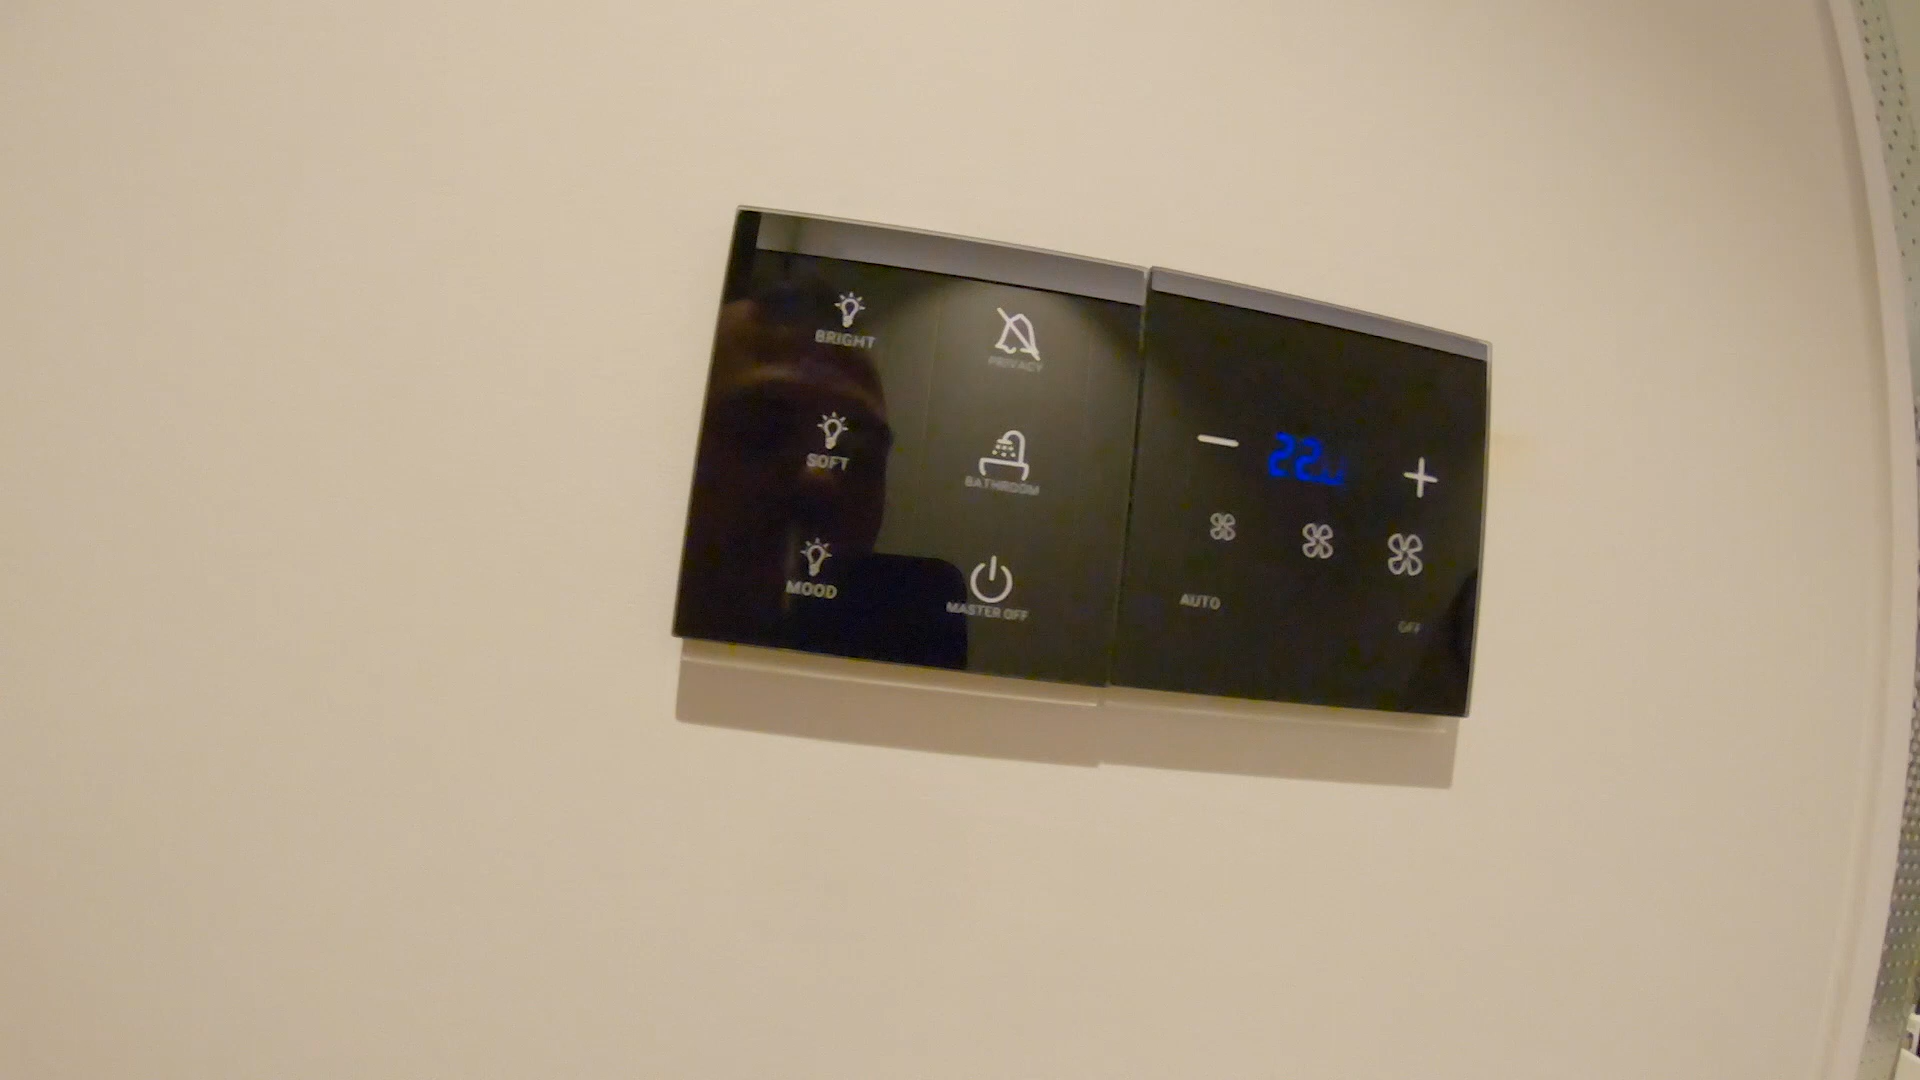 BRIGHT
PRIVACY
SOFT
BATHROOM
MOOD
MASTER OFF
22
AUTO
OFF